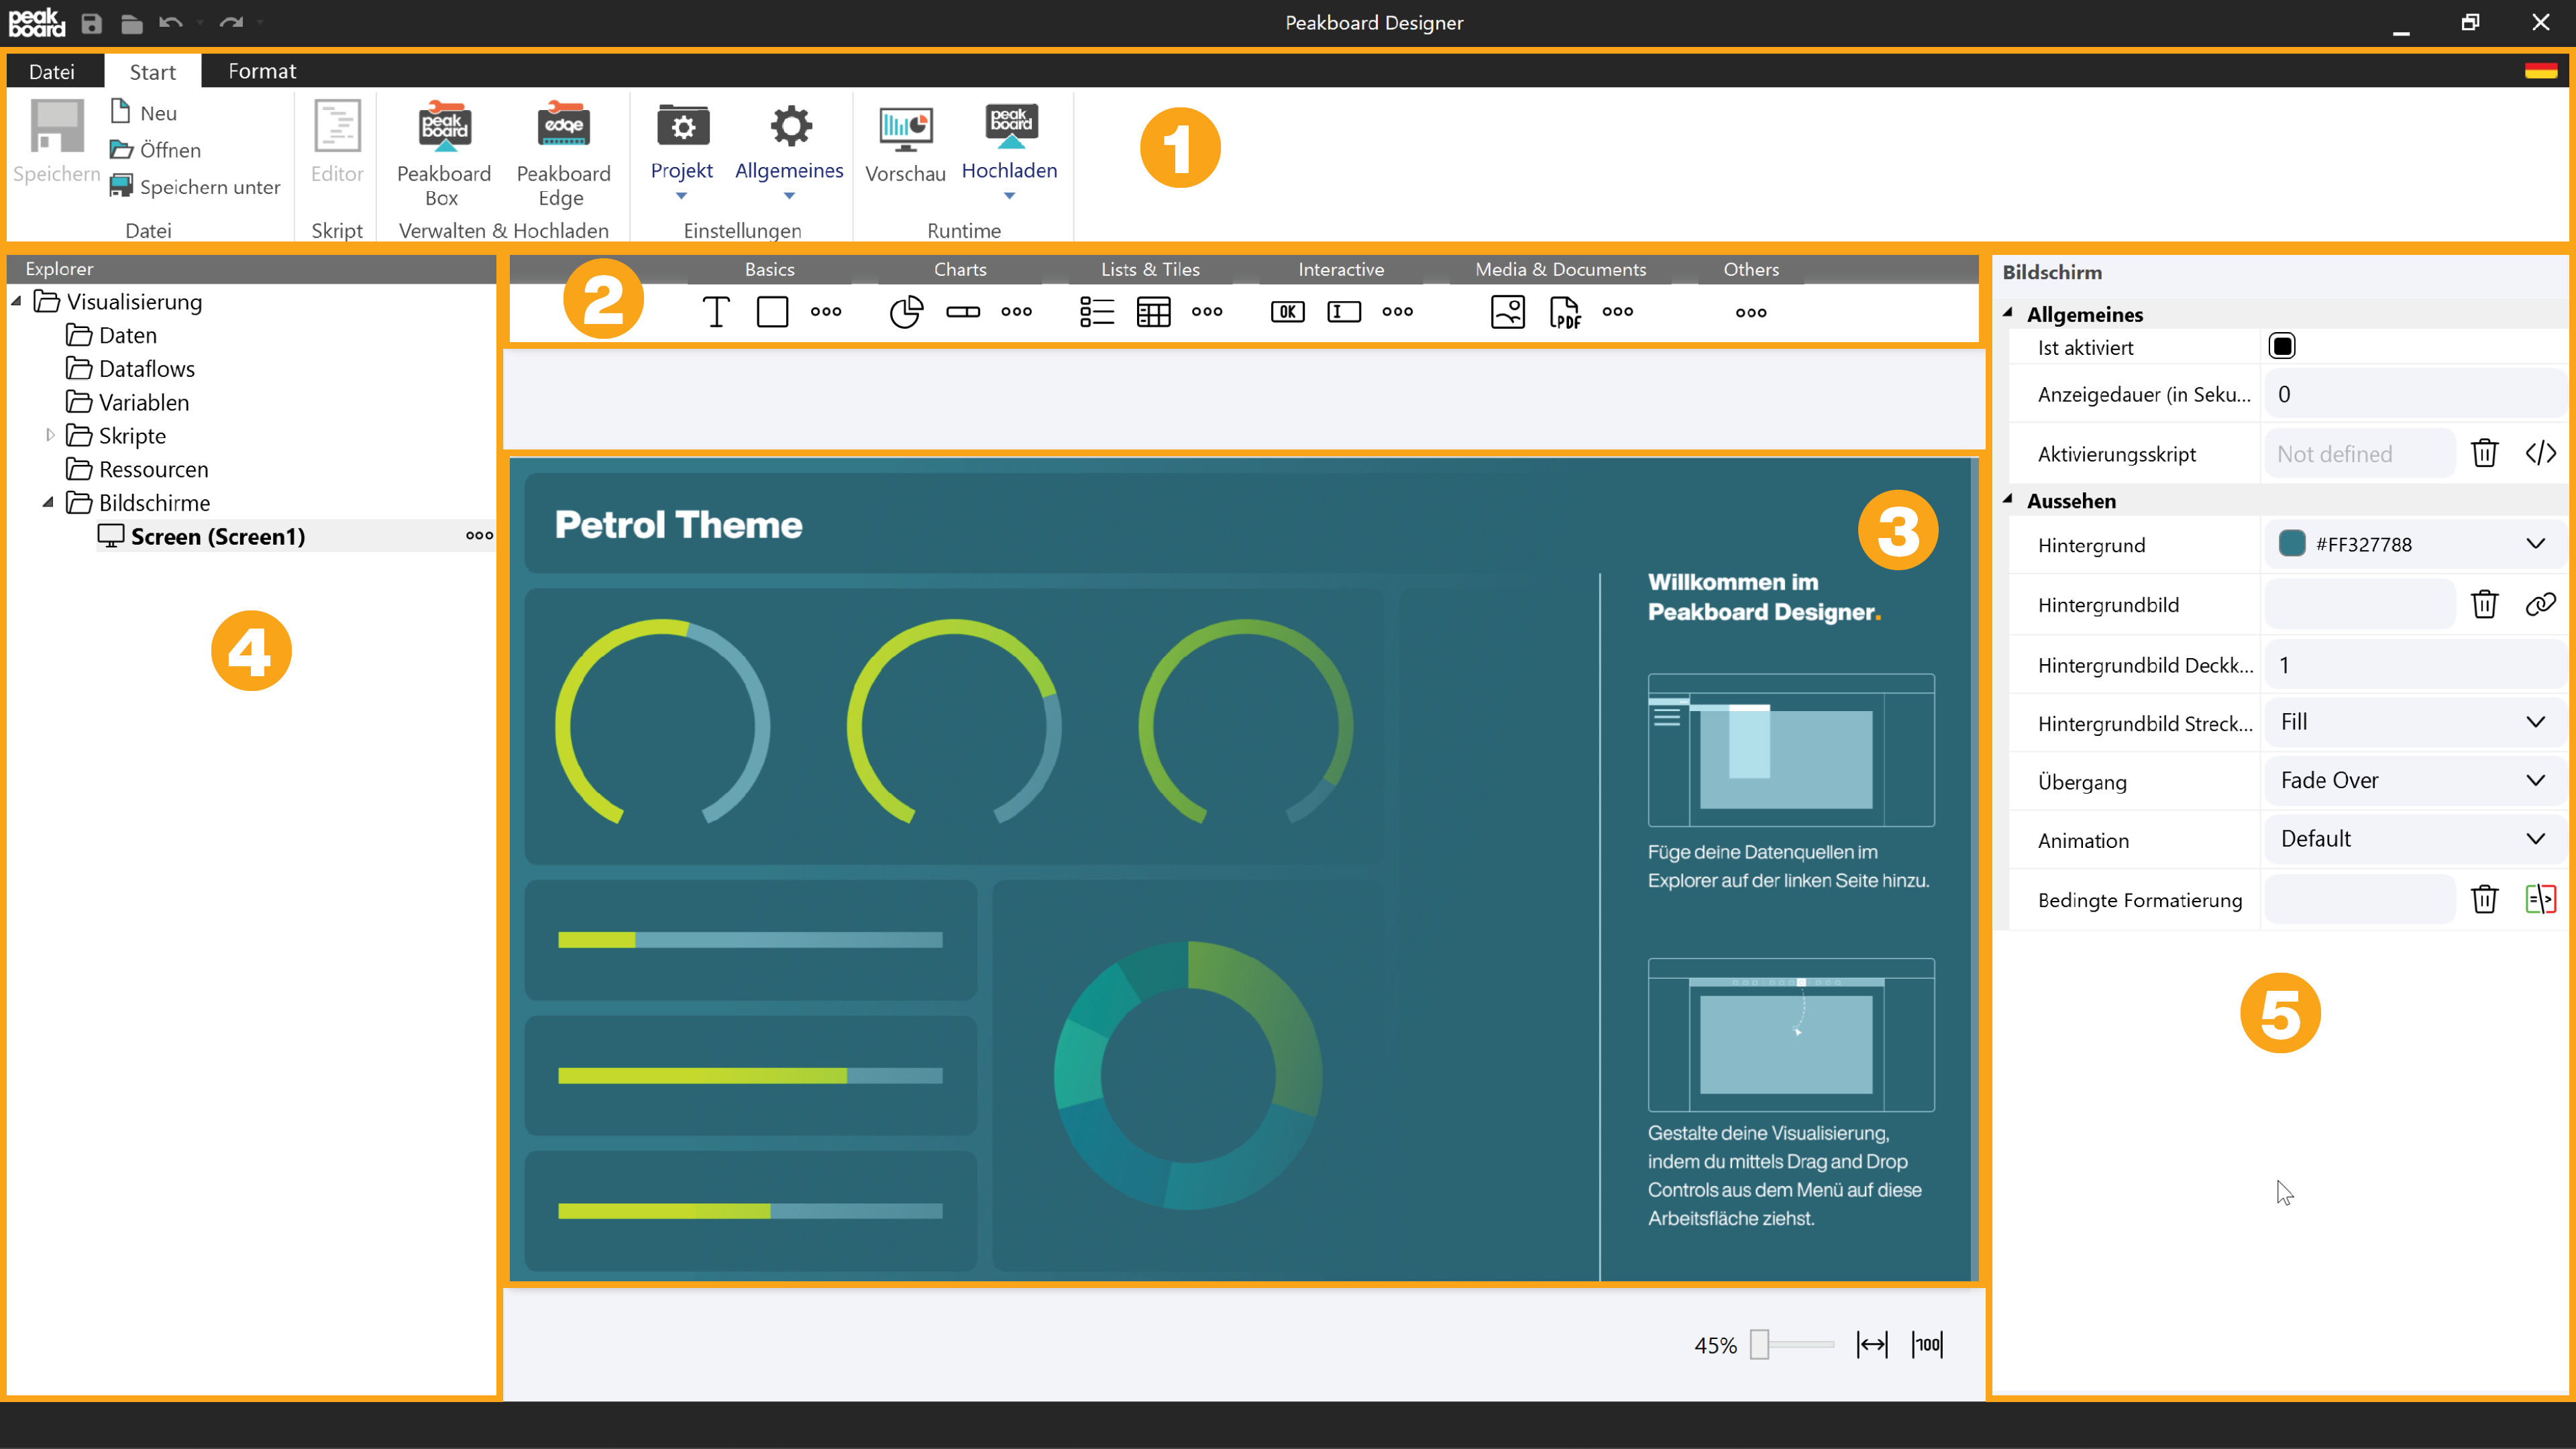 peak
board
Peakboard Designer
Datei
Start
Format
Speichern
Neu
Öffnen
Speichern unter
Datei
Editor
Skript
peak
board
Peakboard
Box
edge
Peakboard
Edge
Verwalten & Hochladen
Projekt
Allgemeines
Einstellungen
Vorschau
peak
board
Hochladen
Runtime
1
Explorer
Visualisierung
Daten
Dataflows
Variablen
Skripte
Ressourcen
Bildschirme
Screen (Screen1)
4
2
Basics
Charts
Lists & Tiles
Interactive
Media & Documents
Others
T
OK
I
PDF
Petrol Theme
3
Willkommen im
Peakboard Designer.
Füge deine Datenquellen im
Explorer auf der linken Seite hinzu.
Gestalte deine Visualisierung,
indem du mittels Drag and Drop
Controls aus dem Menü auf diese
Arbeitsfläche ziehst.
45%
100
Bildschirm
Allgemeines
Ist aktiviert
Anzeigedauer (in Seku...
0
Aktivierungsskript
Not defined
</>
Aussehen
Hintergrund
#FF327788
Hintergrundbild
Hintergrundbild Deckk...
1
Hintergrundbild Streck...
Fill
Übergang
Fade Over
Animation
Default
Bedingte Formatierung
5